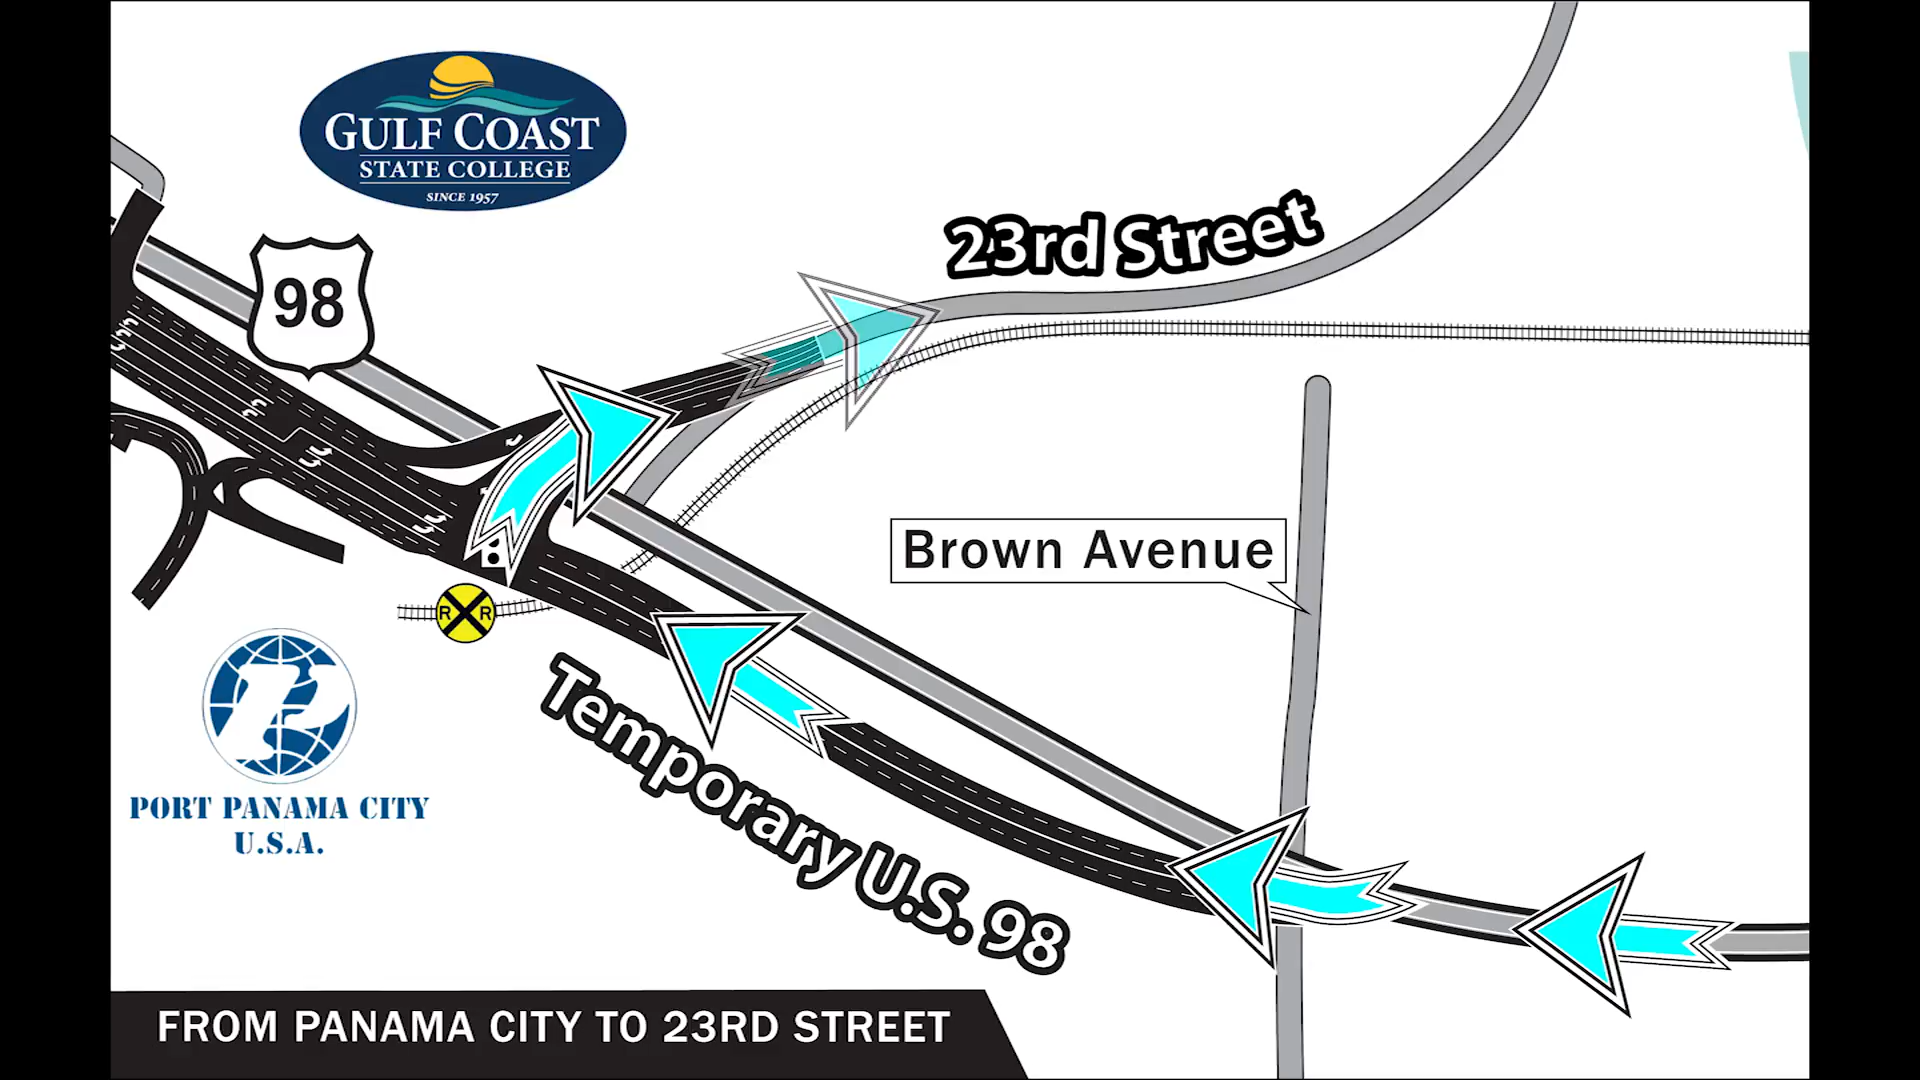 GULF COAST
STATE COLLEGE
SINCE 1957
98
23rd Street
Brown Avenue
R R
Temporary U.S. 98
PORT PANAMA CITY
U.S.A.
FROM PANAMA CITY TO 23RD STREET